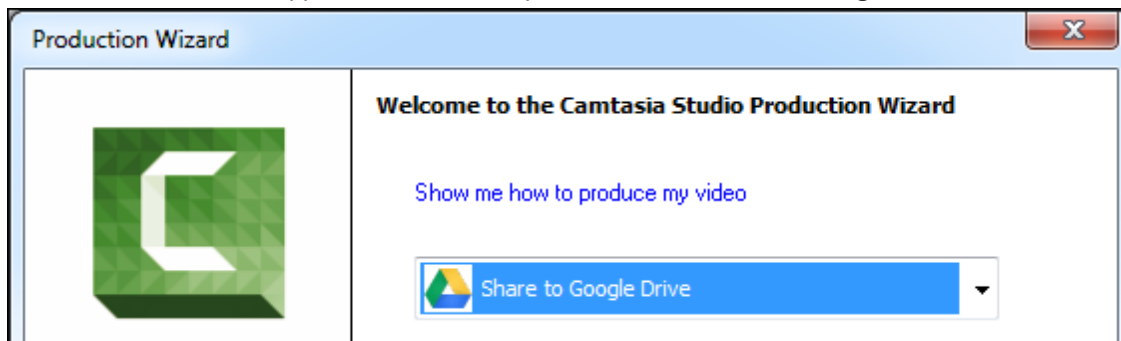 Production Wizard
Welcome to the Camtasia Studio Production Wizard
Show me how to produce my video
Share to Google Drive